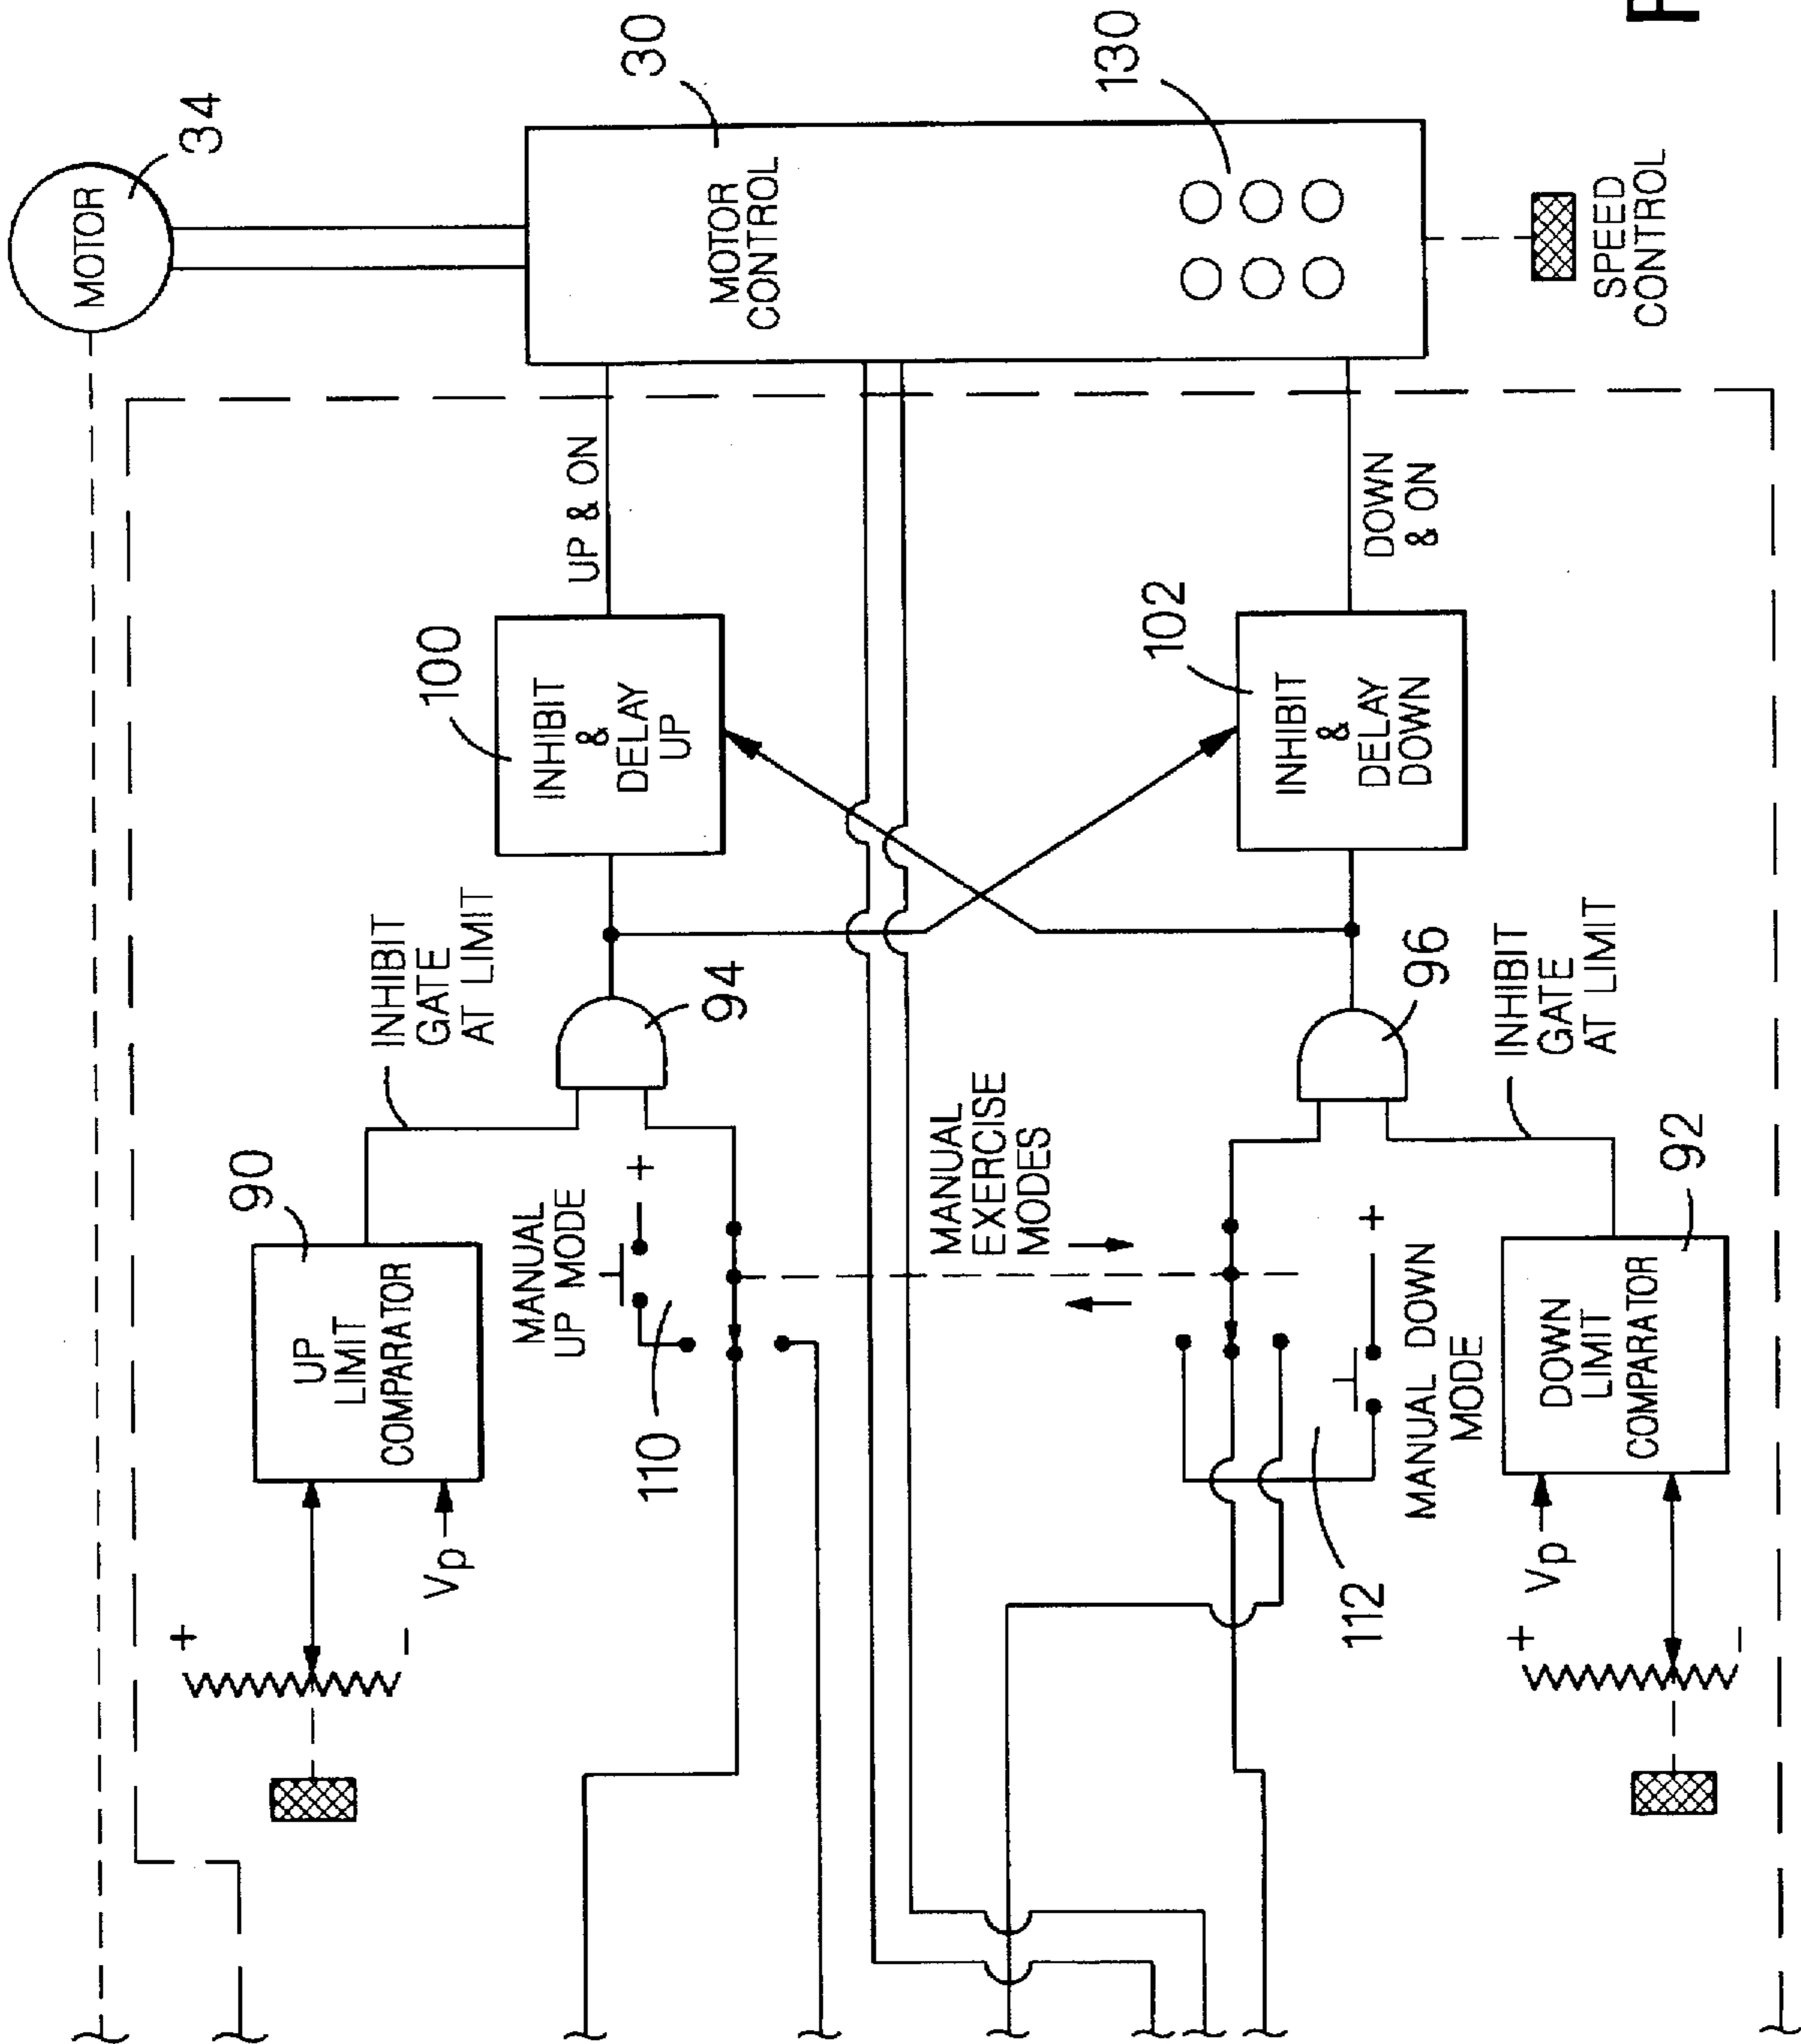 MOTOR
34
30
MOTOR
CONTROL
130
SPEED
CONTROL
UP & ON
DOWN
& ON
100
INHIBIT
&
DELAY
UP
102
INHIBIT
&
DELAY
DOWN
INHIBIT
GATE
AT LIMIT
94
96
INHIBIT
GATE
AT LIMIT
90
UP
LIMIT
COMPARATOR
MANUAL
UP MODE
+
110
MANUAL
EXERCISE
MODES
+
MANUAL DOWN
MODE
112
92
DOWN
LIMIT
COMPARATOR
+
-
Vp
+
-
Vp
F